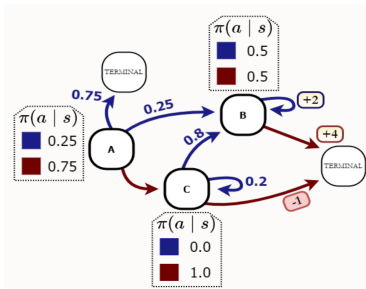 π(a | s)
0.5
0.5
TERMINAL
0.75
0.25
B
+2
π(a | s)
0.25
0.75
A
0.8
+4
TERMINAL
C
0.2
-1
π(a | s)
0.0
1.0